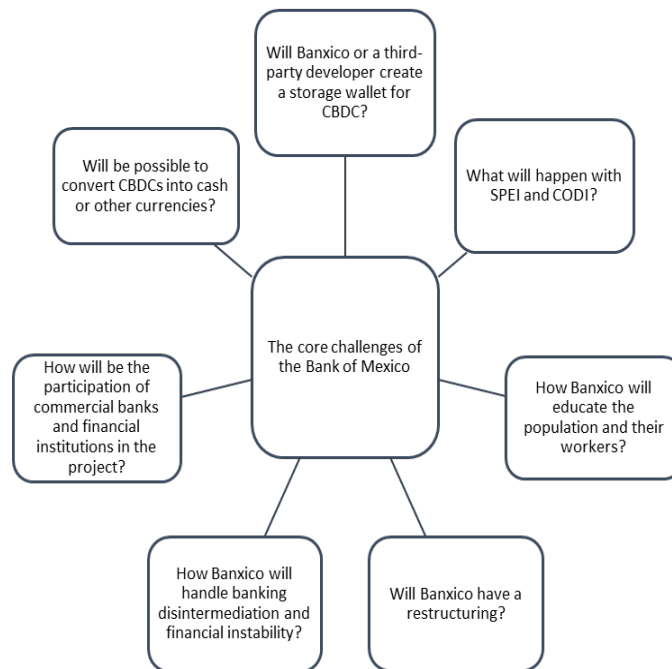 Will Banxico or a third-
party developer create
a storage wallet for
CBDC?
What will happen with
SPEI and CODI?
How Banxico will
educate the
population and their
workers?
Will Banxico have a
restructuring?
How Banxico will
handle banking
disintermediation and
financial instability?
How will be the
participation of
commercial banks
and financial
institutions in the
project?
Will be possible to
convert CBDCs into cash
or other currencies?
The core challenges of
the Bank of Mexico